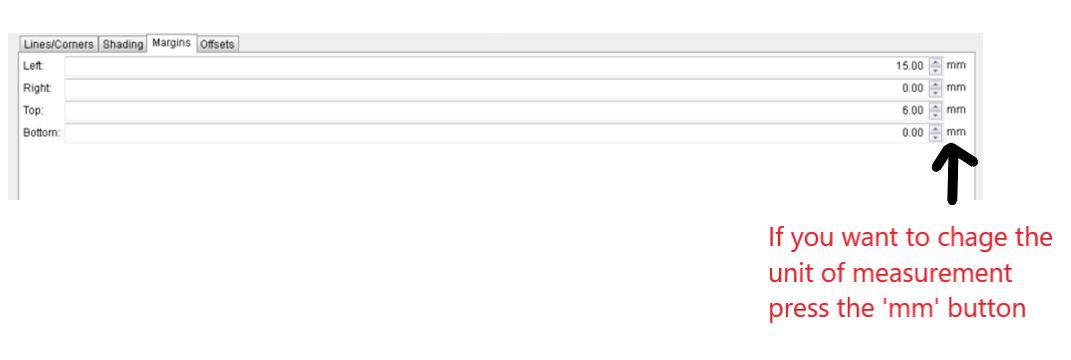 Lines/Corners Shading Margins Offsets
Left: 15.00 mm
Right: 0.00 mm
Top: 6.00 mm
Bottom: 0.00 mm
If you want to chage the
unit of measurement
press the 'mm' button